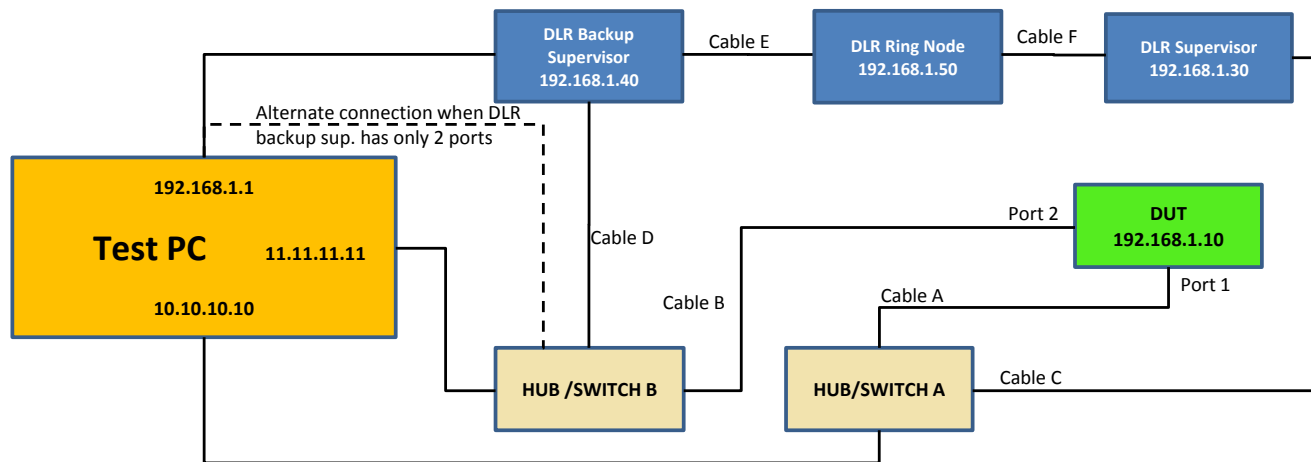 DLR Backup
Supervisor
192.168.1.40
Cable E
DLR Ring Node
192.168.1.50
Cable F
DLR Supervisor
192.168.1.30
Alternate connection when DLR
backup sup. has only 2 ports
192.168.1.1
Test PC
11.11.11.11
10.10.10.10
Cable D
Port 2
DUT
192.168.1.10
Port 1
Cable B
Cable A
HUB /SWITCH B
HUB/SWITCH A
Cable C